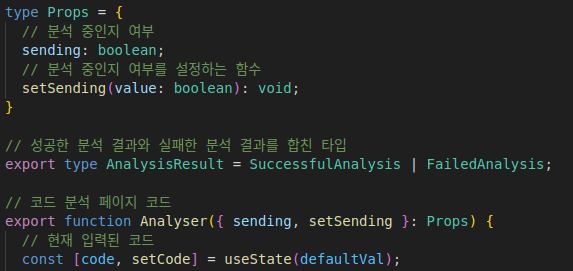 type Props = {
// 분석 중인지 여부
sending: boolean;
// 분석 중인지 여부를 설정하는 함수
setSending(value: boolean): void;
}
// 성공한 분석 결과와 실패한 분석 결과를 합친 타입
export type AnalysisResult = SuccessfulAnalysis | FailedAnalysis;
// 코드 분석 페이지 코드
export function Analyser({ sending, setSending }: Props) {
// 현재 입력된 코드
const [code, setCode] = useState(defaultVal);